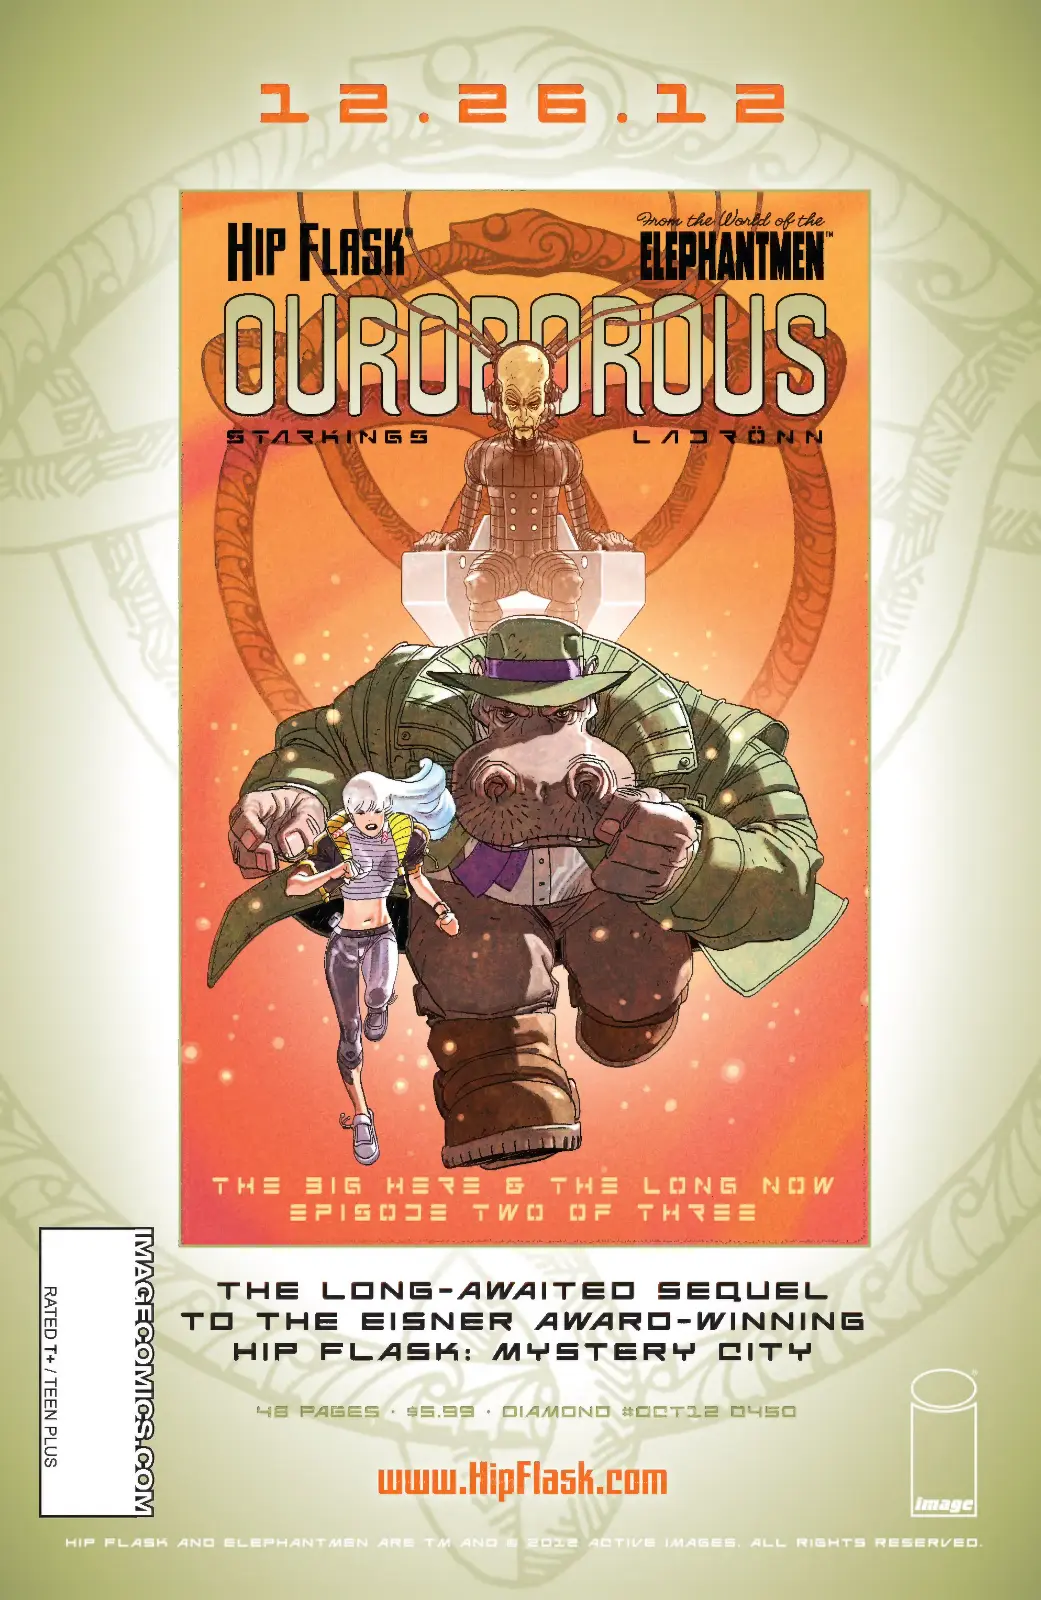 12.26.12
HIP FLASK™
From the World of the
ELEPHANTMEN™
OUROBOROUS
STARKINGS
LADRÖNN
THE BIG HERE & THE LONG NOW
EPISODE TWO OF THREE
THE LONG-AWAITED SEQUEL
TO THE EISNER AWARD-WINNING
HIP FLASK: MYSTERY CITY
48 PAGES · $5.99 · DIAMOND #OCT12 0450
www.HipFlask.com
IMAGECOMICS.COM
RATED T+ / TEEN PLUS
image®
HIP FLASK AND ELEPHANTMEN ARE TM AND © 2012 ACTIVE IMAGES. ALL RIGHTS RESERVED.